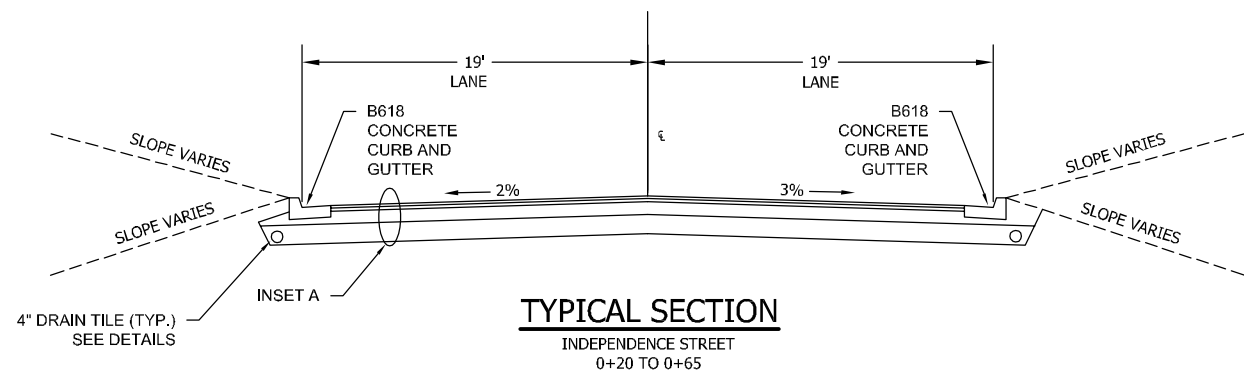 19'
LANE
19'
LANE
B618
CONCRETE
CURB AND
GUTTER
B618
CONCRETE
CURB AND
GUTTER
℄
SLOPE VARIES
SLOPE VARIES
2%
3%
SLOPE VARIES
SLOPE VARIES
INSET A
4" DRAIN TILE (TYP.)
SEE DETAILS
TYPICAL SECTION
INDEPENDENCE STREET
0+20 TO 0+65